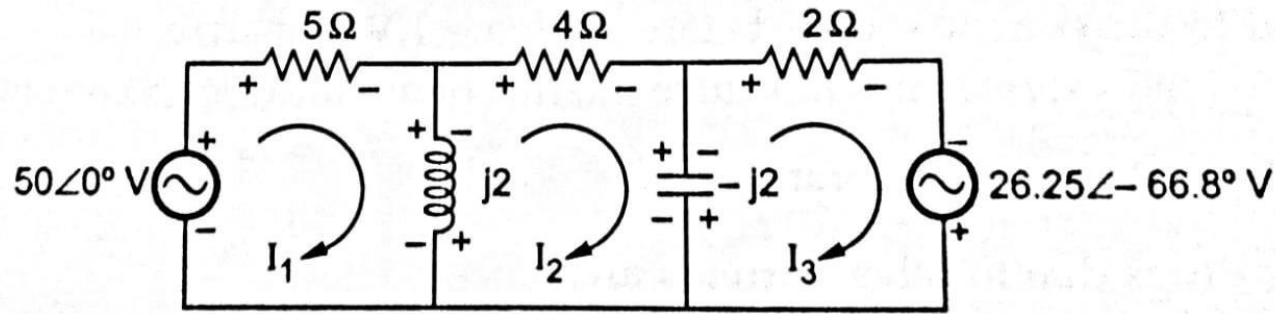 5Ω 4Ω 2Ω
+ − + − + −
+ + − + − −
50∠0° V j2 − j2 26.25∠− 66.8° V
− − + − + +
I₁ I₂ I₃